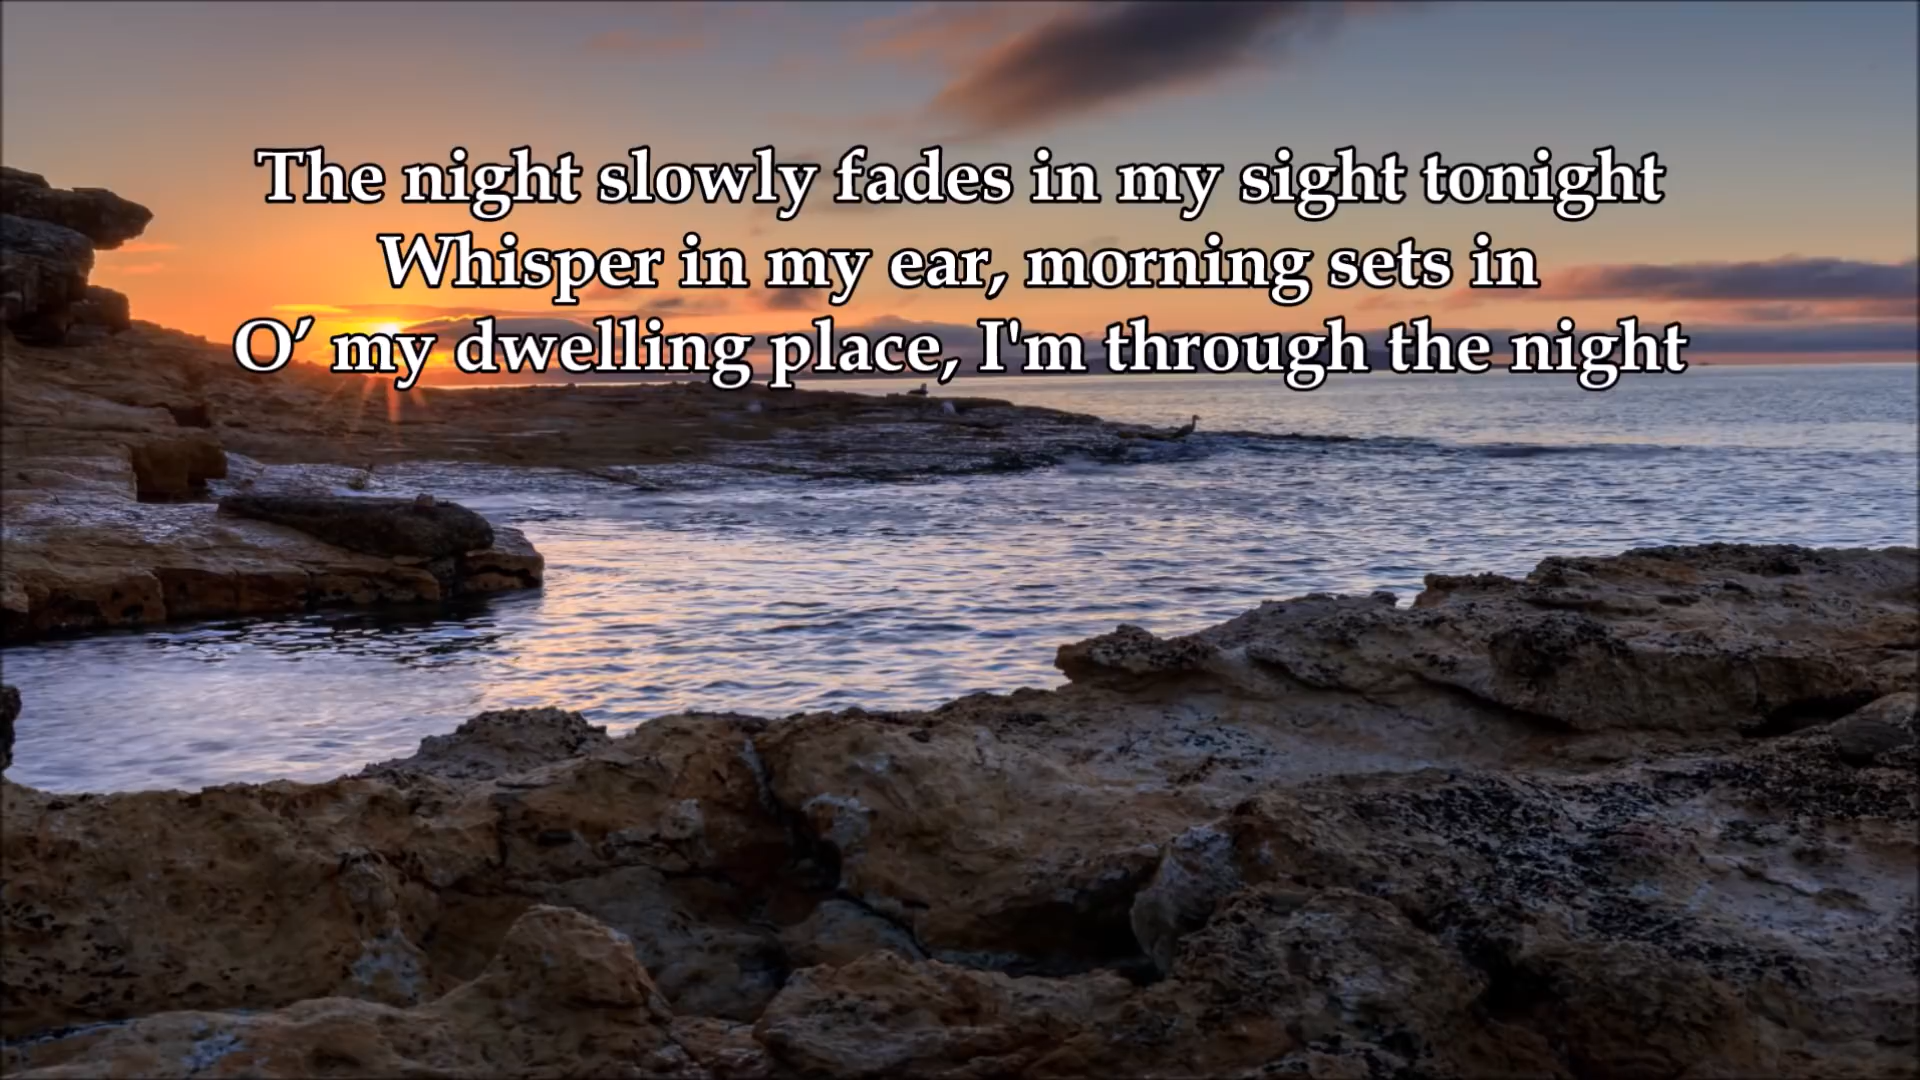 The night slowly fades in my sight tonight
Whisper in my ear, morning sets in
O’ my dwelling place, I'm through the night